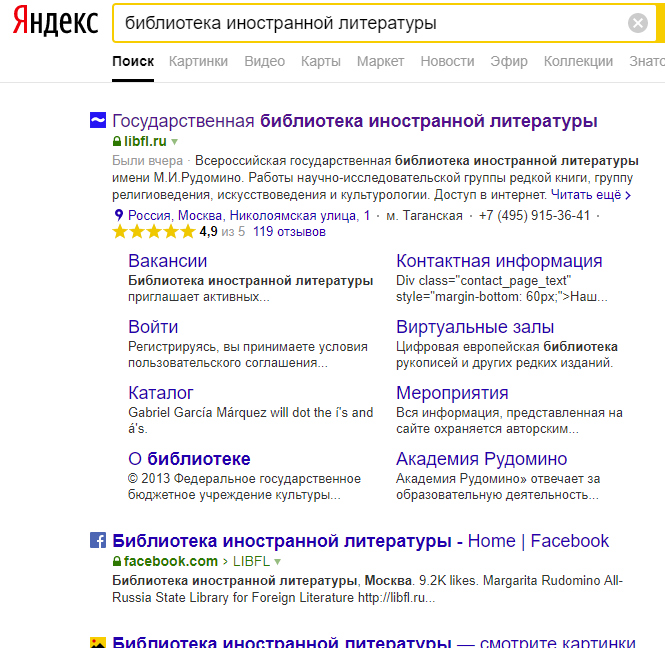 Яндекс
библиотека иностранной литературы
Поиск Картинки Видео Карты Маркет Новости Эфир Коллекции Знато
Государственная библиотека иностранной литературы
libfl.ru
Были вчера · Всероссийская государственная библиотека иностранной литературы
имени М.И.Рудомино. Работы научно-исследовательской группы редкой книги, группу
религиоведения, искусствоведения и культурологии. Доступ в интернет. Читать ещё >
Россия, Москва, Николоямская улица, 1 · м. Таганская · +7 (495) 915-36-41 ·
4,9 из 5 119 отзывов
Вакансии
Библиотека иностранной литературы
приглашает активных...
Контактная информация
Div class="contact_page_text"
style="margin-bottom: 60px;">Наш...
Войти
Регистрируясь, вы принимаете условия
пользовательского соглашения...
Виртуальные залы
Цифровая европейская библиотека
рукописей и других редких изданий.
Каталог
Gabriel García Márquez will dot the í's and
á's.
Мероприятия
Вся информация, представленная на
сайте охраняется авторским...
О библиотеке
© 2013 Федеральное государственное
бюджетное учреждение культуры...
Академия Рудомино
Академия Рудомино» отвечает за
образовательную деятельность...
Библиотека иностранной литературы - Home | Facebook
facebook.com › LIBFL
Библиотека иностранной литературы, Москва. 9.2K likes. Margarita Rudomino All-
Russia State Library for Foreign Literature http://libfl.ru...
Библиотека иностранной литературы — смотрите картинки